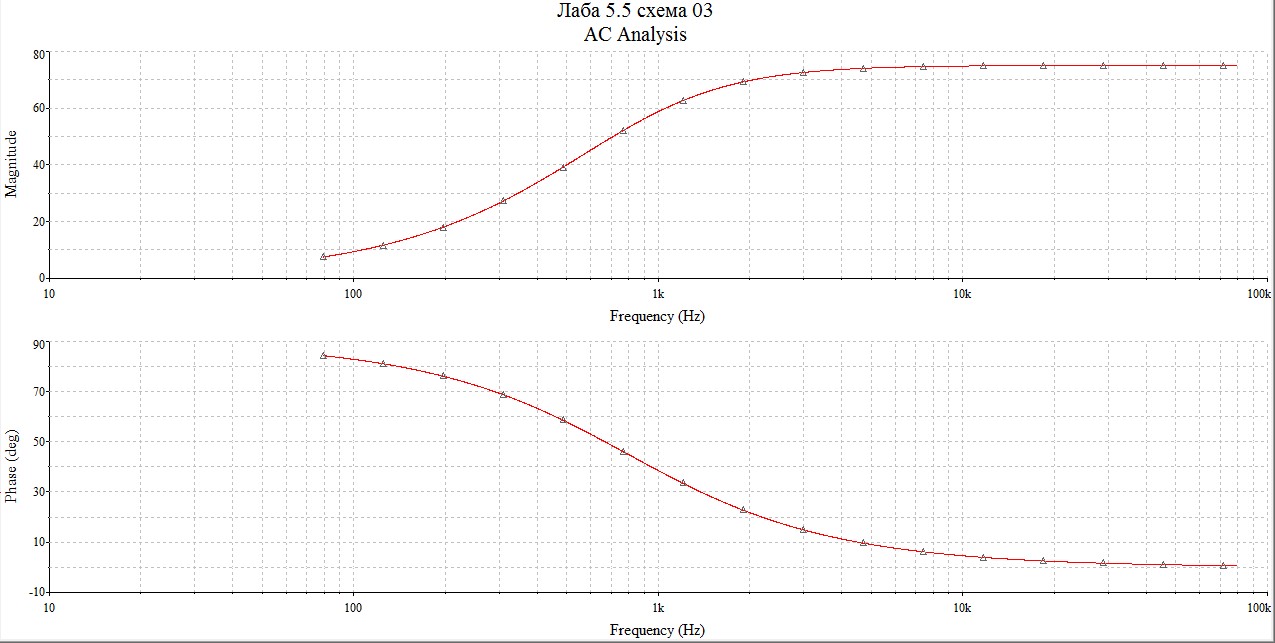 Лаба 5.5 схема 03
AC Analysis
Magnitude
80
60
40
20
0
10 100 1k 10k 100k
Frequency (Hz)
Phase (deg)
90
70
50
30
10
-10
10 100 1k 10k 100k
Frequency (Hz)